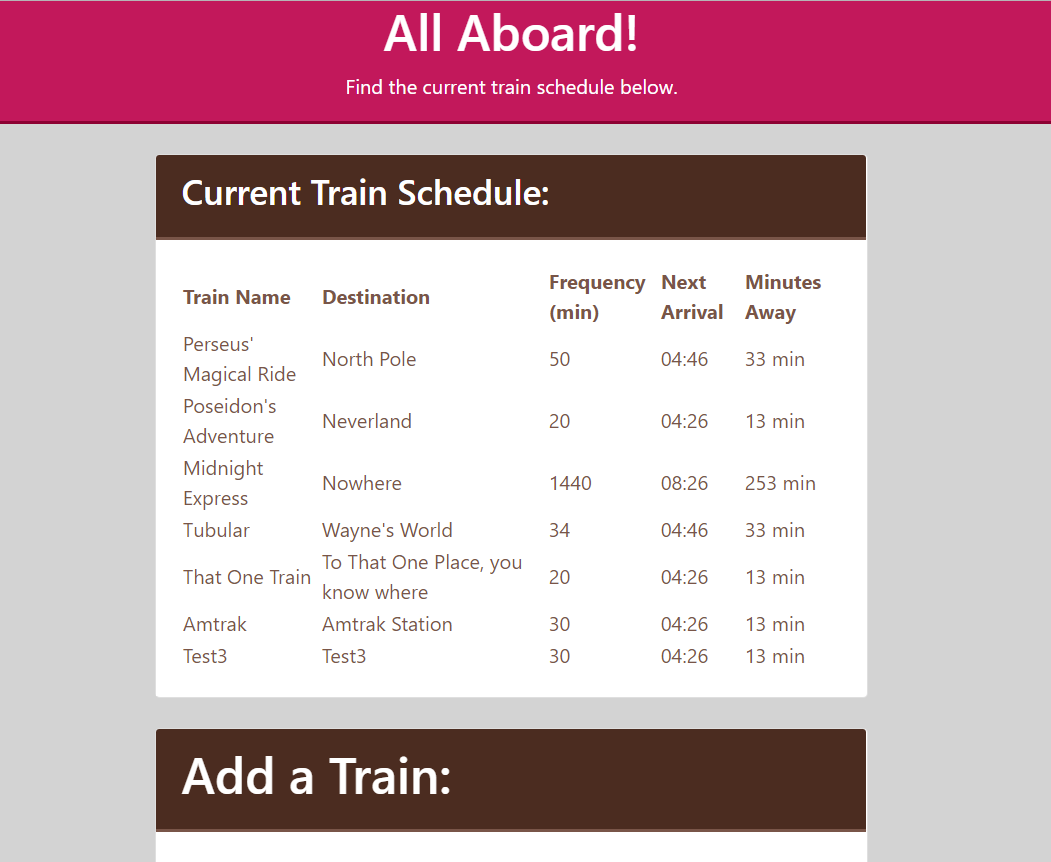 All Aboard!
Find the current train schedule below.
Current Train Schedule:
Train Name Destination Frequency (min) Next Arrival Minutes Away
Perseus' Magical Ride North Pole 50 04:46 33 min
Poseidon's Adventure Neverland 20 04:26 13 min
Midnight Express Nowhere 1440 08:26 253 min
Tubular Wayne's World 34 04:46 33 min
That One Train To That One Place, you know where 20 04:26 13 min
Amtrak Amtrak Station 30 04:26 13 min
Test3 Test3 30 04:26 13 min
Add a Train: